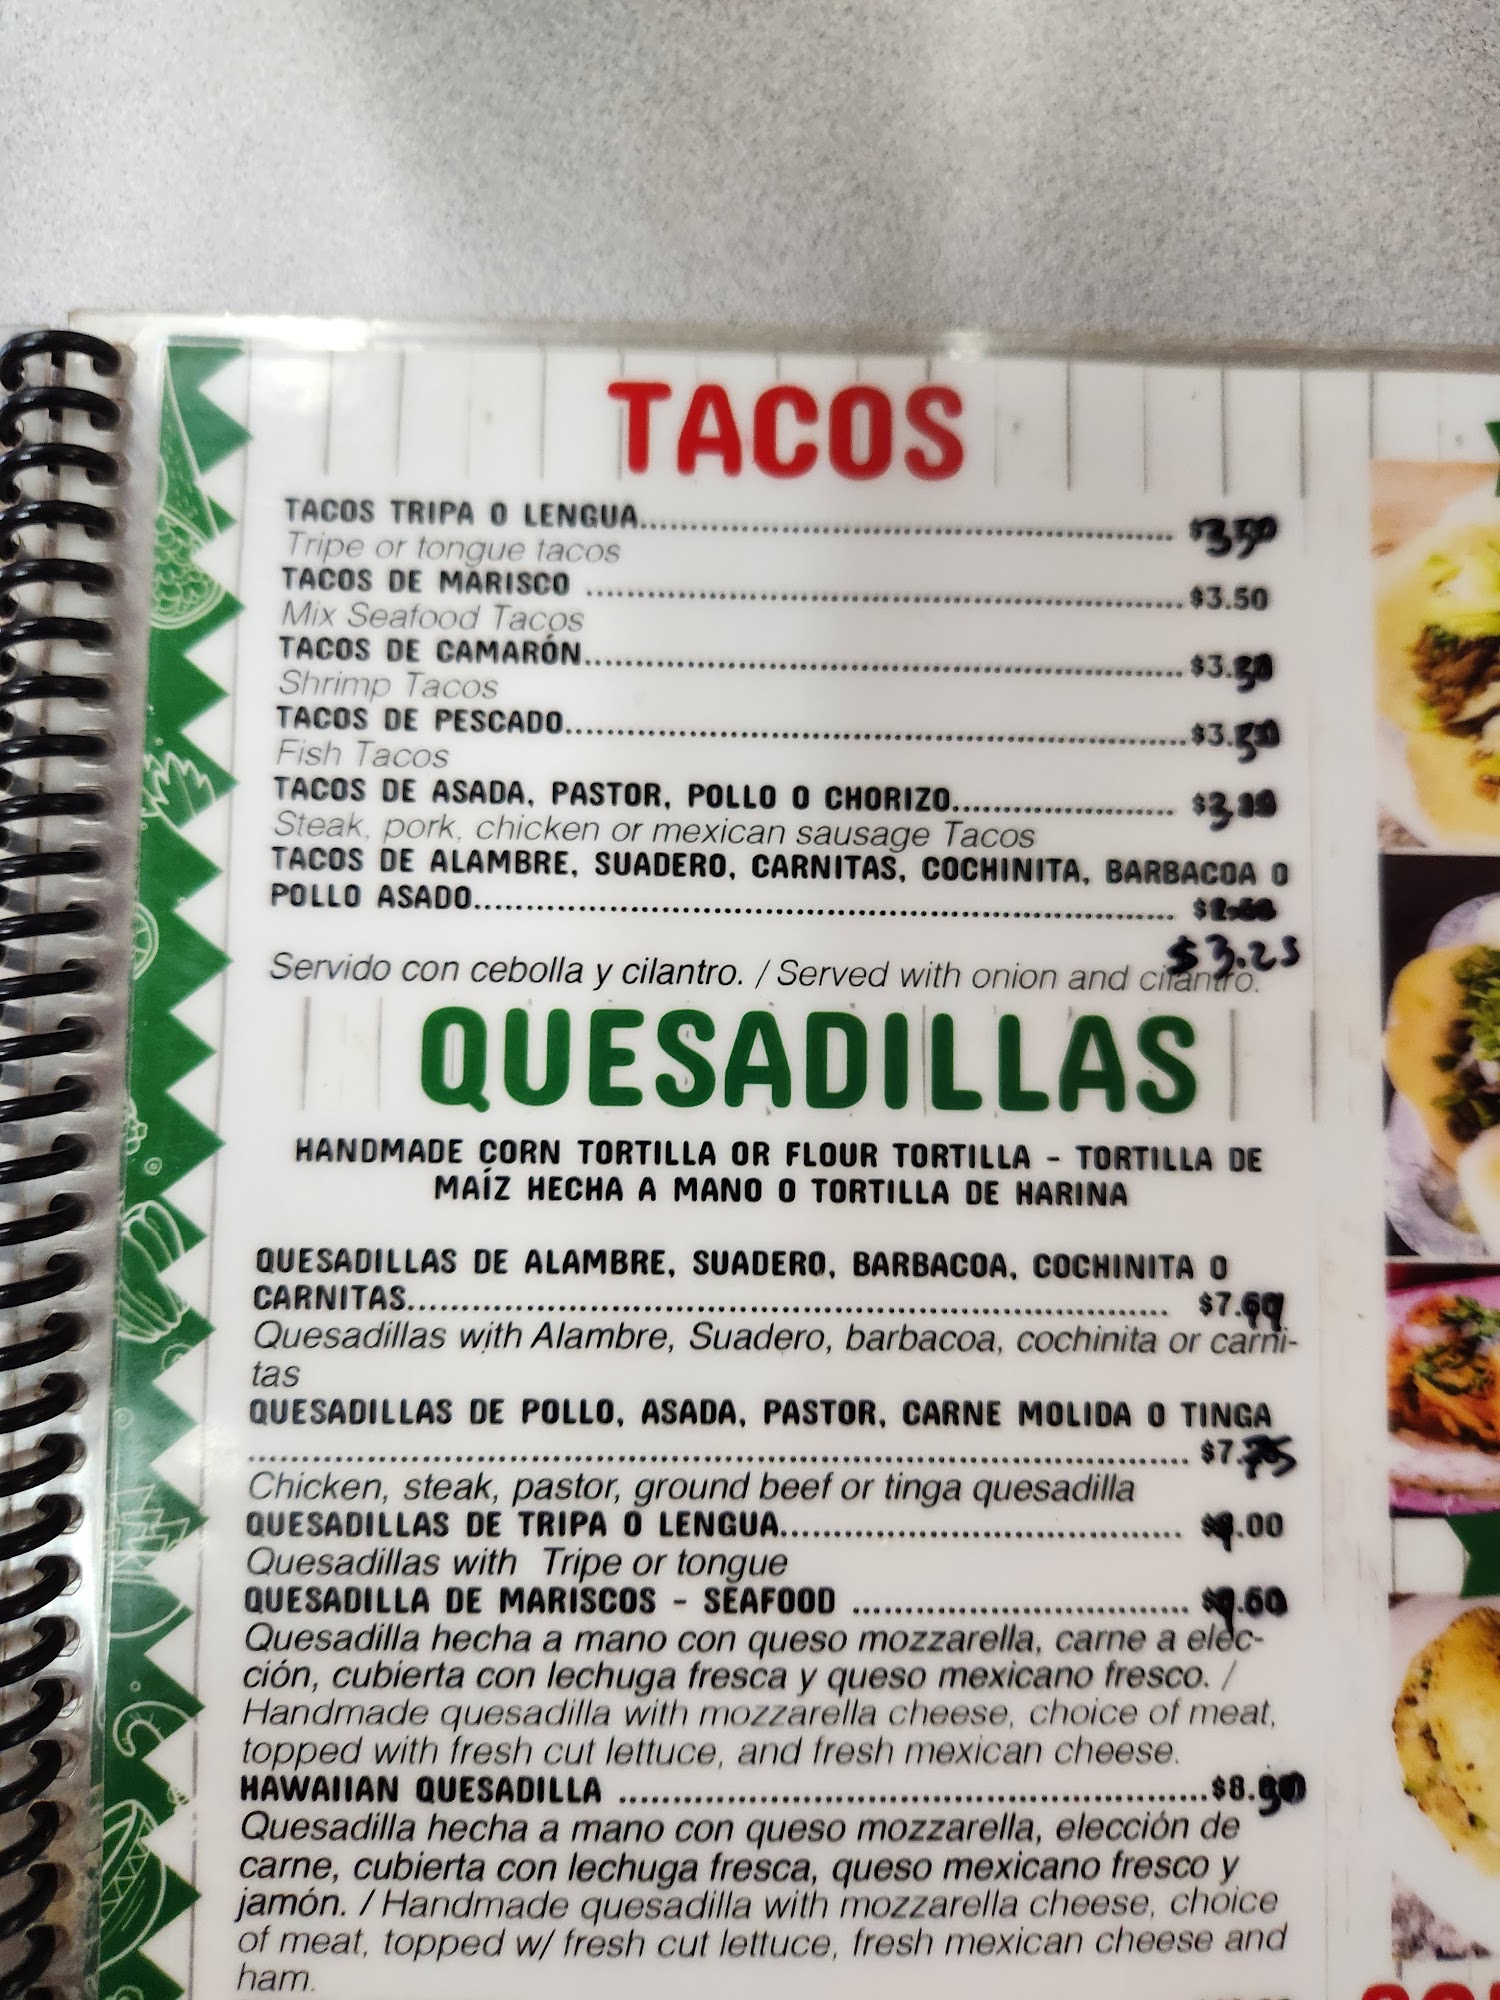 TACOS
TACOS TRIPA O LENGUA............ $3.50
Tripe or tongue tacos
TACOS DE MARISCO ............ $3.50
Mix Seafood Tacos
TACOS DE CAMARÓN............ $3.50
Shrimp Tacos
TACOS DE PESCADO............ $3.50
Fish Tacos
TACOS DE ASADA, PASTOR, POLLO O CHORIZO............
Steak, pork, chicken or mexican sausage Tacos
TACOS DE ALAMBRE, SUADERO, CARNITAS, COCHINITA, BARBACOA O
POLLO ASADO............
$3.25
Servido con cebolla y cilantro. / Served with onion and cilantro.
QUESADILLAS
HANDMADE CORN TORTILLA OR FLOUR TORTILLA - TORTILLA DE
MAÍZ HECHA A MANO O TORTILLA DE HARINA
QUESADILLAS DE ALAMBRE, SUADERO, BARBACOA, COCHINITA O
CARNITAS............
Quesadillas with Alambre, Suadero, barbacoa, cochinita or carni-
tas
QUESADILLAS DE POLLO, ASADA, PASTOR, CARNE MOLIDA O TINGA
............ $7.75
Chicken, steak, pastor, ground beef or tinga quesadilla
QUESADILLAS DE TRIPA O LENGUA............ $9.00
Quesadillas with Tripe or tongue
QUESADILLA DE MARISCOS - SEAFOOD ............
Quesadilla hecha a mano con queso mozzarella, carne a elec-
ción, cubierta con lechuga fresca y queso mexicano fresco. /
Handmade quesadilla with mozzarella cheese, choice of meat,
topped with fresh cut lettuce, and fresh mexican cheese.
HAWAIIAN QUESADILLA ............
Quesadilla hecha a mano con queso mozzarella, elección de
carne, cubierta con lechuga fresca, queso mexicano fresco y
jamón. / Handmade quesadilla with mozzarella cheese, choice
of meat, topped w/ fresh cut lettuce, fresh mexican cheese and
ham.